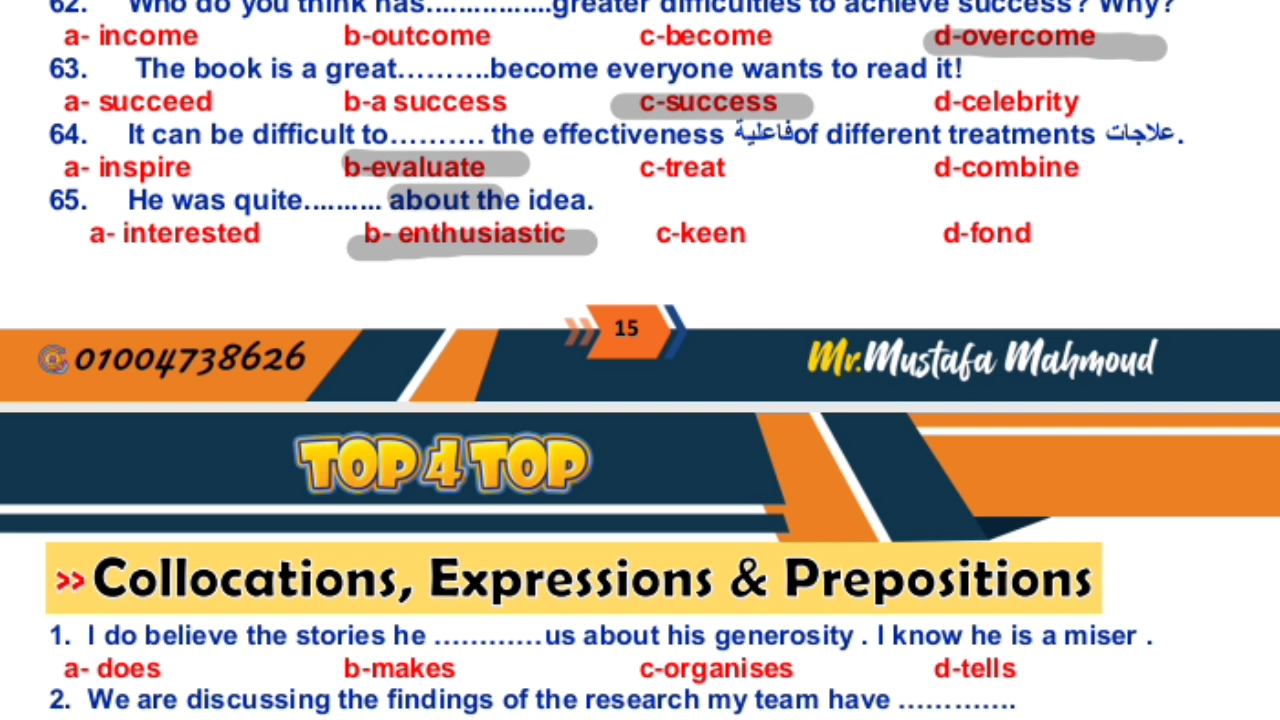 62. Who do you think has................greater difficulties to achieve success? Why?
a- income b-outcome c-become d-overcome
63. The book is a great……….become everyone wants to read it!
a- succeed b-a success c-success d-celebrity
64. It can be difficult to………. the effectiveness فاعليةof different treatments علاجات.
a- inspire b-evaluate c-treat d-combine
65. He was quite.......... about the idea.
a- interested b- enthusiastic c-keen d-fond
15
01004738626 Mr.Mustafa Mahmoud
TOP 4 TOP
>> Collocations, Expressions & Prepositions
1. I do believe the stories he …………us about his generosity . I know he is a miser .
a- does b-makes c-organises d-tells
2. We are discussing the findings of the research my team have ………….